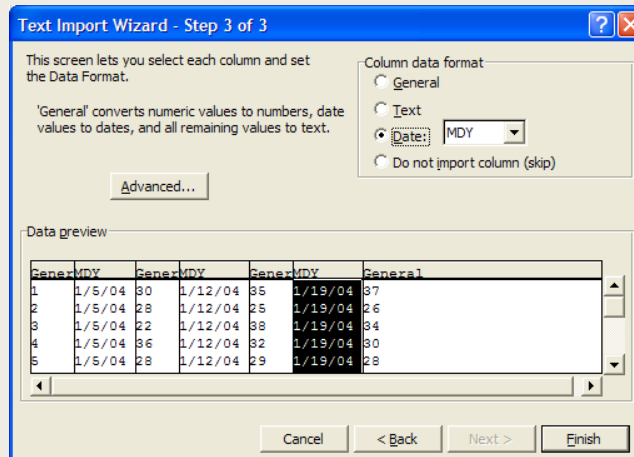 Text Import Wizard - Step 3 of 3
This screen lets you select each column and set
the Data Format.
'General' converts numeric values to numbers, date
values to dates, and all remaining values to text.
Advanced...
Column data format
General
Text
Date: MDY
Do not import column (skip)
Data preview
Gener MDY Gener MDY Gener MDY General
1 1/5/04 30 1/12/04 35 1/19/04 37
2 1/5/04 28 1/12/04 25 1/19/04 26
3 1/5/04 22 1/12/04 38 1/19/04 34
4 1/5/04 36 1/12/04 32 1/19/04 30
5 1/5/04 28 1/12/04 29 1/19/04 28
Cancel < Back Next > Finish